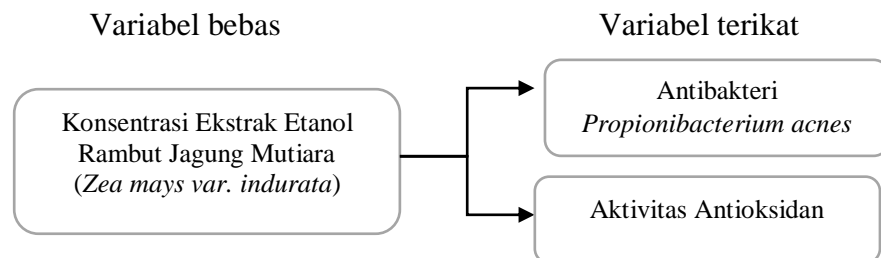 Variabel bebas
Variabel terikat
Konsentrasi Ekstrak Etanol
Rambut Jagung Mutiara
(Zea mays var. indurata)
Antibakteri
Propionibacterium acnes
Aktivitas Antioksidan